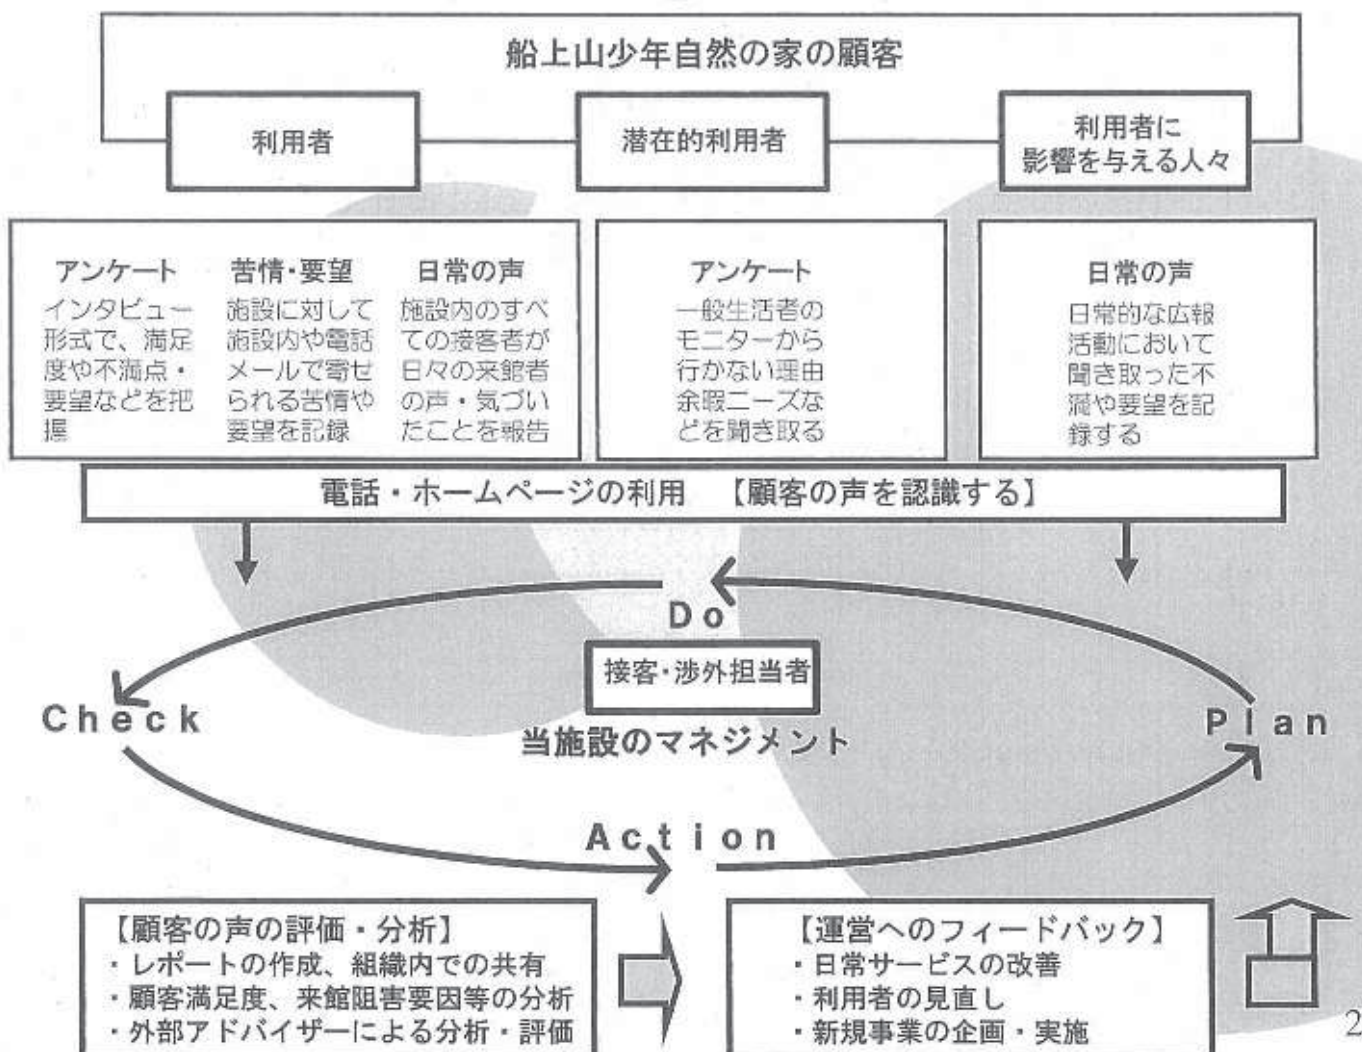 船上山少年自然の家の顧客
利用者
潜在的利用者
利用者に
影響を与える人々
アンケート
インタビュー
形式で、満足
度や不満点・
要望などを把
握
苦情・要望
施設に対して
施設内や電話
メールで寄せ
られる苦情や
要望を記録
日常の声
施設内のすべ
ての接客者が
日々の来館者
の声・気づい
たことを報告
アンケート
一般生活者の
モニターから
行かない理由
余暇ニーズな
どを聞き取る
日常の声
日常的な広報
活動において
聞き取った不
満や要望を記
録する
電話・ホームページの利用 【顧客の声を認識する】
Do
接客・渉外担当者
Check
Plan
当施設のマネジメント
Action
【顧客の声の評価・分析】
・レポートの作成、組織内での共有
・顧客満足度、来館阻害要因等の分析
・外部アドバイザーによる分析・評価
【運営へのフィードバック】
・日常サービスの改善
・利用者の見直し
・新規事業の企画・実施
2